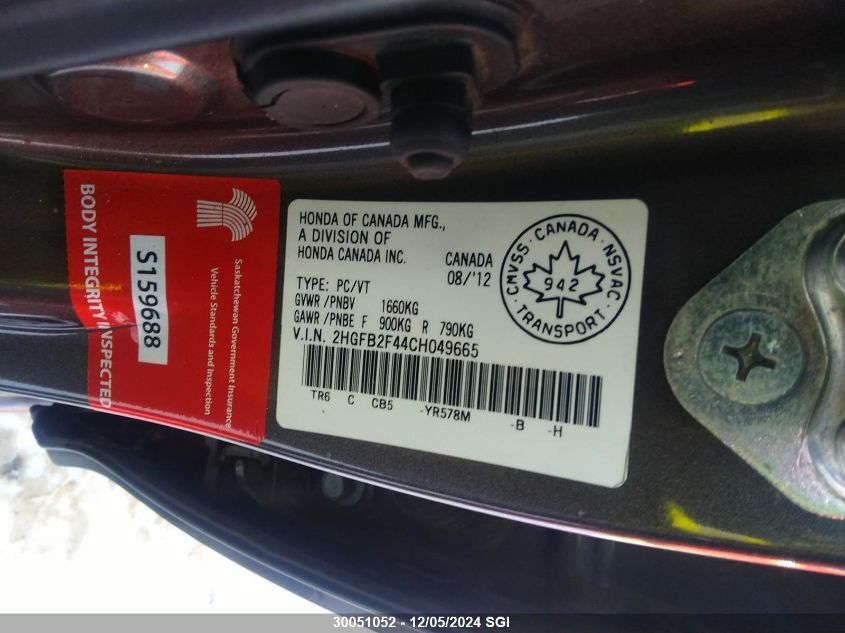 BODY INTEGRITY INSPECTED
S159688
Saskatchewan Government Insurance
Vehicle Standards and Inspection
HONDA OF CANADA MFG.,
A DIVISION OF
HONDA CANADA INC.
CANADA
08/'12
TYPE: PC/VT
GVWR /PNBV 1660KG
GAWR /PNBE F 900KG R 790KG
V.I.N. 2HGFB2F44CH049665
TR6 C CB5 -YR578M -B -H
CMVSS · CANADA · NSVAC
942
· TRANSPORT ·
30051052 - 12/05/2024 SGI